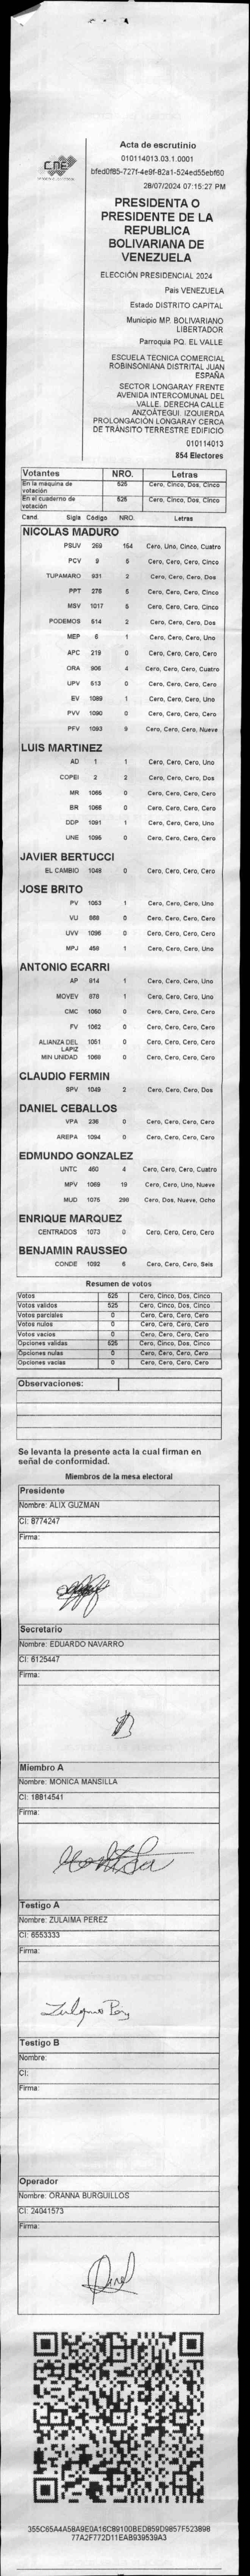 CNE
Acta de escrutinio
010114013.03.1.0001
bfed0f85-727f-4e9f-82a1-524ed55ebf60
28/07/2024 07:15:27 PM
PRESIDENTA O
PRESIDENTE DE LA
REPUBLICA
BOLIVARIANA DE
VENEZUELA
ELECCIÓN PRESIDENCIAL 2024
Pais VENEZUELA
Estado DISTRITO CAPITAL
Municipio MP. BOLIVARIANO
LIBERTADOR
Parroquia PQ. EL VALLE
ESCUELA TECNICA COMERCIAL
ROBINSONIANA DISTRITAL JUAN
ESPAÑA
SECTOR LONGARAY FRENTE
AVENIDA INTERCOMUNAL DEL
VALLE. DERECHA CALLE
ANZOÁTEGUI. IZQUIERDA
PROLONGACIÓN LONGARAY CERCA
DE TRÁNSITO TERRESTRE EDIFICIO
010114013
854 Electores
Votantes NRO. Letras
En la maquina de votación 525 Cero, Cinco, Dos, Cinco
En el cuaderno de votación 525 Cero, Cinco, Dos, Cinco
Cand. Sigla Código NRO. Letras
NICOLAS MADURO
PSUV 269 154 Cero, Uno, Cinco, Cuatro
PCV 9 5 Cero, Cero, Cero, Cinco
TUPAMARO 931 2 Cero, Cero, Cero, Dos
PPT 276 5 Cero, Cero, Cero, Cinco
MSV 1017 5 Cero, Cero, Cero, Cinco
PODEMOS 514 2 Cero, Cero, Cero, Dos
MEP 6 1 Cero, Cero, Cero, Uno
APC 219 0 Cero, Cero, Cero, Cero
ORA 906 4 Cero, Cero, Cero, Cuatro
UPV 513 0 Cero, Cero, Cero, Cero
EV 1089 1 Cero, Cero, Cero, Uno
PVV 1090 0 Cero, Cero, Cero, Cero
PFV 1093 9 Cero, Cero, Cero, Nueve
LUIS MARTINEZ
AD 1 1 Cero, Cero, Cero, Uno
COPEI 2 2 Cero, Cero, Cero, Dos
MR 1065 0 Cero, Cero, Cero, Cero
BR 1066 0 Cero, Cero, Cero, Cero
DDP 1091 1 Cero, Cero, Cero, Uno
UNE 1095 0 Cero, Cero, Cero, Cero
JAVIER BERTUCCI
EL CAMBIO 1048 0 Cero, Cero, Cero, Cero
JOSE BRITO
PV 1053 1 Cero, Cero, Cero, Uno
VU 868 0 Cero, Cero, Cero, Cero
UVV 1096 0 Cero, Cero, Cero, Cero
MPJ 468 1 Cero, Cero, Cero, Uno
ANTONIO ECARRI
AP 914 1 Cero, Cero, Cero, Uno
MOVEV 878 1 Cero, Cero, Cero, Uno
CMC 1050 0 Cero, Cero, Cero, Cero
FV 1062 0 Cero, Cero, Cero, Cero
ALIANZA DEL LAPIZ 1051 0 Cero, Cero, Cero, Cero
MIN UNIDAD 1069 0 Cero, Cero, Cero, Cero
CLAUDIO FERMIN
SPV 1049 2 Cero, Cero, Cero, Dos
DANIEL CEBALLOS
VPA 236 0 Cero, Cero, Cero, Cero
AREPA 1094 0 Cero, Cero, Cero, Cero
EDMUNDO GONZALEZ
UNTC 460 4 Cero, Cero, Cero, Cuatro
MPV 1069 19 Cero, Cero, Uno, Nueve
MUD 1075 298 Cero, Dos, Nueve, Ocho
ENRIQUE MARQUEZ
CENTRADOS 1073 0 Cero, Cero, Cero, Cero
BENJAMIN RAUSSEO
CONDE 1092 6 Cero, Cero, Cero, Seis
Resumen de votos
Votos 525 Cero, Cinco, Dos, Cinco
Votos validos 525 Cero, Cinco, Dos, Cinco
Votos parciales 0 Cero, Cero, Cero, Cero
Votos nulos 0 Cero, Cero, Cero, Cero
Votos vacios 0 Cero, Cero, Cero, Cero
Opciones validas 525 Cero, Cinco, Dos, Cinco
Opciones nulas 0 Cero, Cero, Cero, Cero
Opciones vacias 0 Cero, Cero, Cero, Cero
Observaciones:
Se levanta la presente acta la cual firman en
señal de conformidad.
Miembros de la mesa electoral
Presidente
Nombre: ALIX GUZMAN
CI: 8774247
Firma:
Secretario
Nombre: EDUARDO NAVARRO
CI: 6125447
Firma:
Miembro A
Nombre: MONICA MANSILLA
CI: 18814541
Firma:
Testigo A
Nombre: ZULAIMA PEREZ
CI: 6553333
Firma:
Testigo B
Nombre:
CI:
Firma:
Operador
Nombre: ORANNA BURGUILLOS
CI: 24041573
Firma:
355C65A4A58A9E0A16C89100BED859D9857F523898
77A2F772D11EAB939539A3